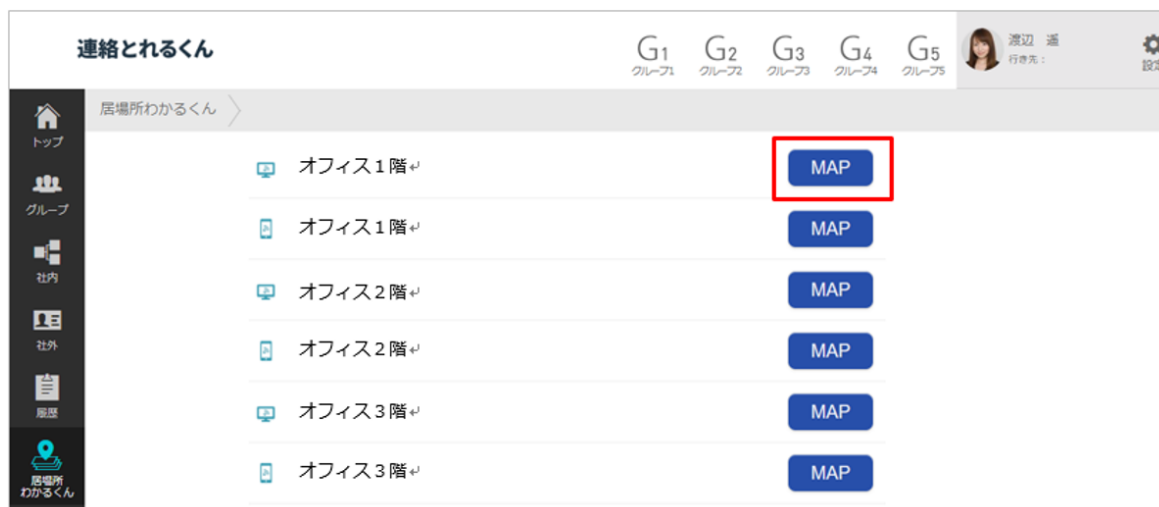 連絡とれるくん
G1
グループ1
G2
グループ2
G3
グループ3
G4
グループ4
G5
グループ5
渡辺 遥
行き先：
設定
居場所わかるくん
トップ
グループ
社内
社外
履歴
居場所
わかるくん
オフィス１階↵ MAP
オフィス１階↵ MAP
オフィス２階↵ MAP
オフィス２階↵ MAP
オフィス３階↵ MAP
オフィス３階↵ MAP